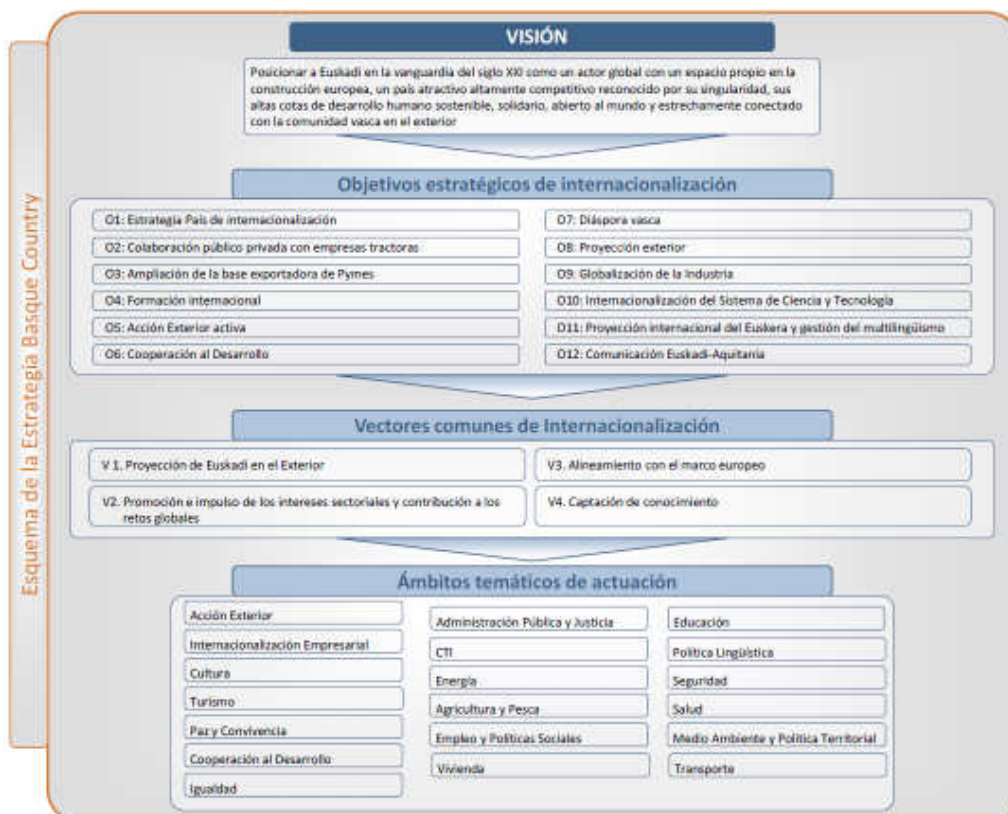 Esquema de la Estrategia Basque Country
VISIÓN
Posicionar a Euskadi en la vanguardia del siglo XXI como un actor global con un espacio propio en la
construcción europea, un país atractivo altamente competitivo reconocido por su singularidad, sus
altas cotas de desarrollo humano sostenible, solidario, abierto al mundo y estrechamente conectado
con la comunidad vasca en el exterior
Objetivos estratégicos de internacionalización
O1: Estrategia País de internacionalización
O2: Colaboración público privada con empresas tractoras
O3: Ampliación de la base exportadora de Pymes
O4: Formación internacional
O5: Acción Exterior activa
O6: Cooperación al Desarrollo
O7: Diáspora vasca
O8: Proyección exterior
O9: Globalización de la Industria
O10: Internacionalización del Sistema de Ciencia y Tecnología
O11: Proyección internacional del Euskera y gestión del multilingüismo
O12: Comunicación Euskadi-Aquitania
Vectores comunes de Internacionalización
V 1. Proyección de Euskadi en el Exterior
V2. Promoción e impulso de los intereses sectoriales y contribución a los
retos globales
V3. Alineamiento con el marco europeo
V4. Captación de conocimiento
Ámbitos temáticos de actuación
Acción Exterior
Internacionalización Empresarial
Cultura
Turismo
Paz y Convivencia
Cooperación al Desarrollo
Igualdad
Administración Pública y Justicia
CTI
Energía
Agricultura y Pesca
Empleo y Políticas Sociales
Vivienda
Educación
Política Lingüística
Seguridad
Salud
Medio Ambiente y Política Territorial
Transporte